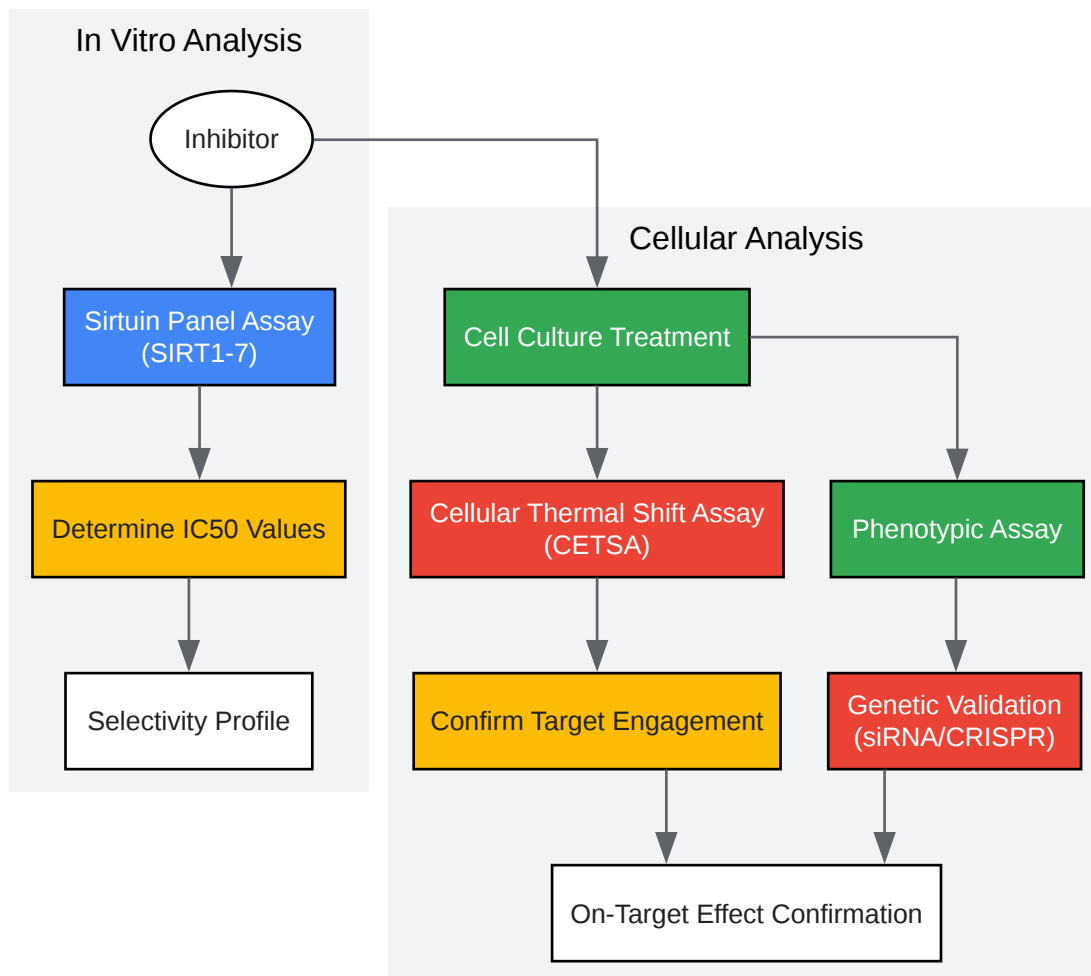 In Vitro Analysis
Inhibitor
Sirtuin Panel Assay
(SIRT1-7)
Determine IC50 Values
Selectivity Profile
Cellular Analysis
Cell Culture Treatment
Cellular Thermal Shift Assay
(CETSA)
Phenotypic Assay
Confirm Target Engagement
Genetic Validation
(siRNA/CRISPR)
On-Target Effect Confirmation